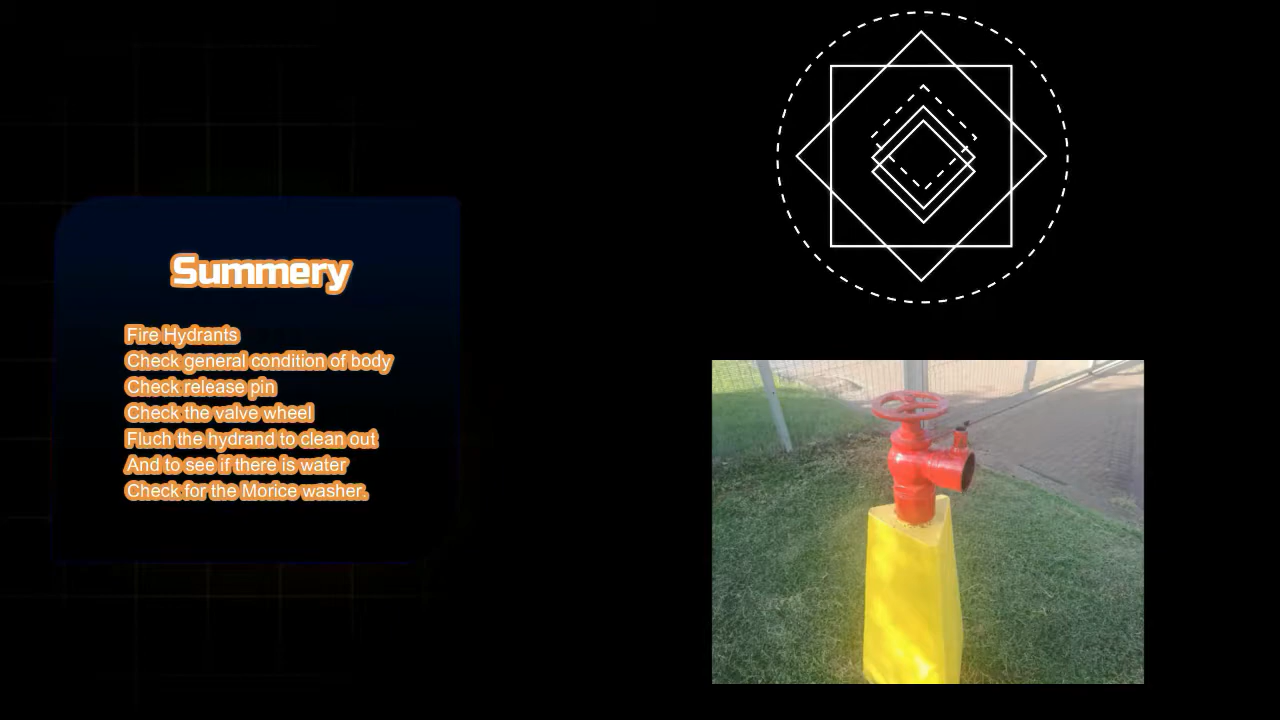 Summery
Fire Hydrants
Check general condition of body
Check release pin
Check the valve wheel
Fluch the hydrand to clean out
And to see if there is water
Check for the Morice washer.